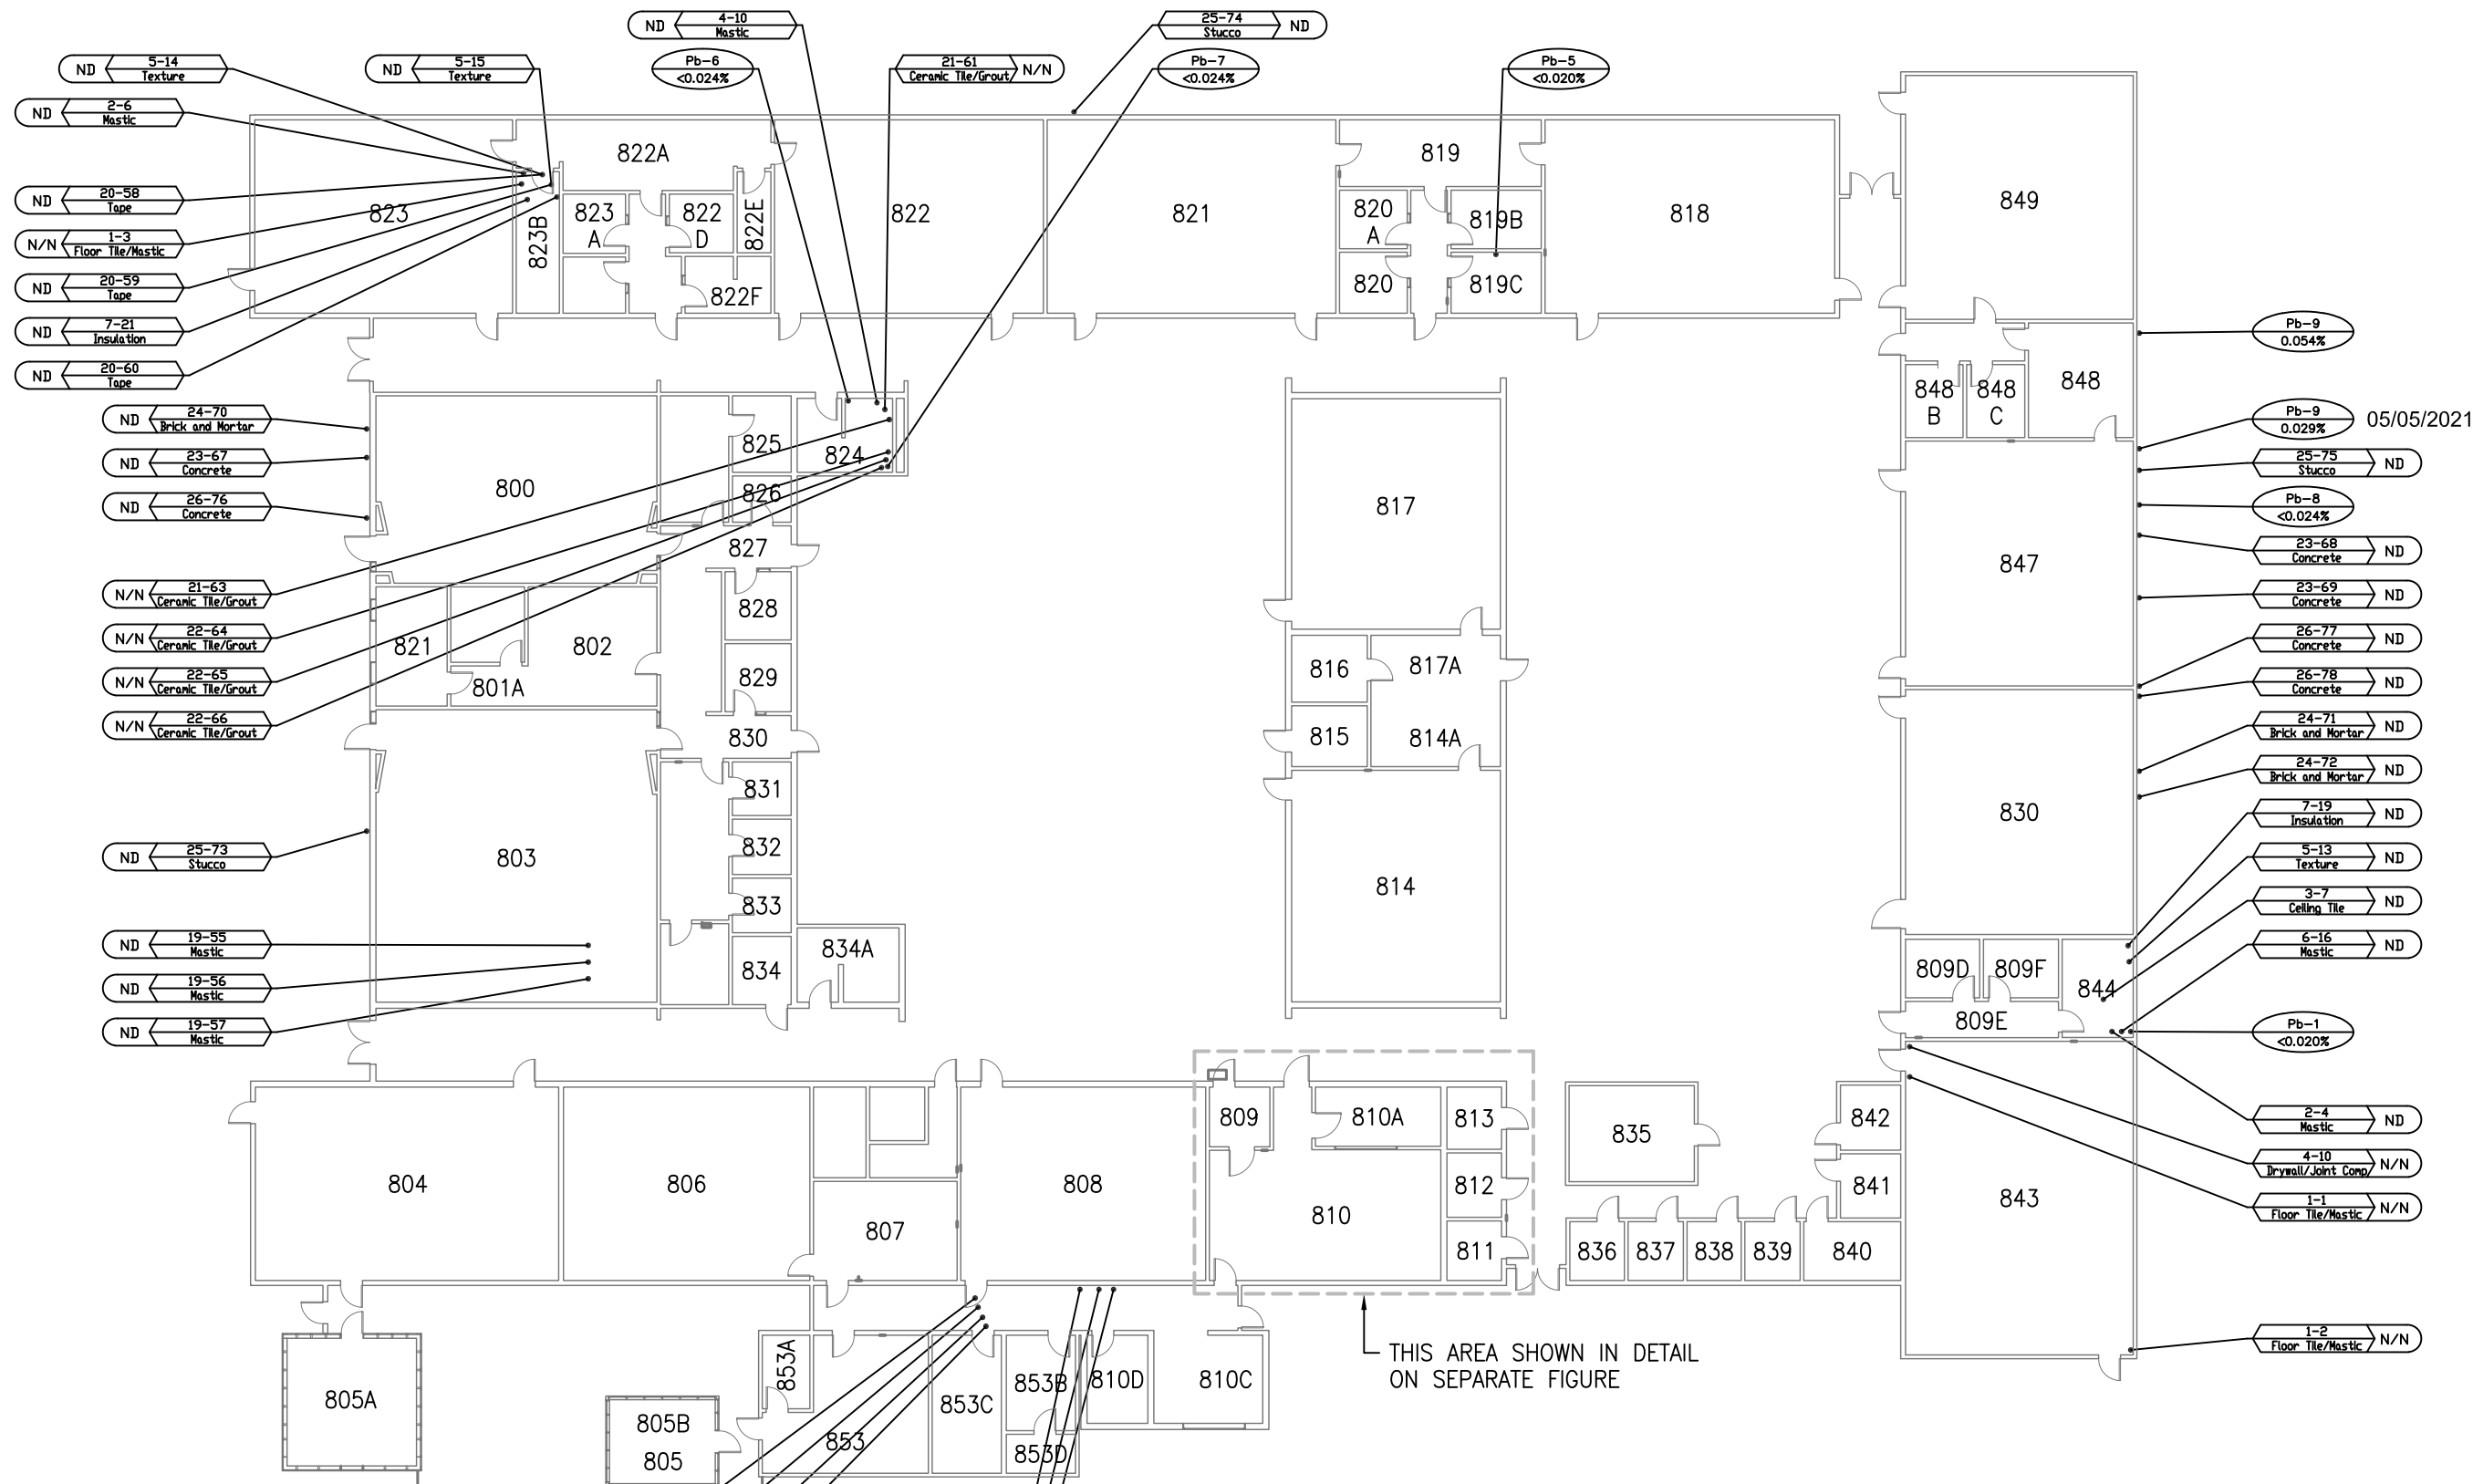 ND 4-10
Mastic
25-74 ND
Stucco
ND 5-14
Texture
ND 5-15
Texture
Pb-6
<0.024%
21-61 N/N
Ceramic Tile/Grout
Pb-7
<0.024%
Pb-5
<0.020%
ND 2-6
Mastic
ND 20-58
Tape
N/N 1-3
Floor Tile/Mastic
ND 20-59
Tape
ND 7-21
Insulation
ND 20-60
Tape
ND 24-70
Brick and Mortar
ND 23-67
Concrete
ND 26-76
Concrete
N/N 21-63
Ceramic Tile/Grout
N/N 22-64
Ceramic Tile/Grout
N/N 22-65
Ceramic Tile/Grout
N/N 22-66
Ceramic Tile/Grout
ND 25-73
Stucco
ND 19-55
Mastic
ND 19-56
Mastic
ND 19-57
Mastic
822A
823
823B
823
A
822
D
822E
822F
822
821
819
820
A
819B
820
819C
818
849
848
B
848
C
848
800
825
824
826
827
828
821
802
801A
829
830
803
831
832
833
834
834A
817
816
817A
815
814A
814
847
830
809D
809F
844
809E
843
804
806
807
808
809
810A
813
812
810
811
835
842
841
836
837
838
839
840
805A
805B
805
853A
853
853C
853B
853D
810D
810C
THIS AREA SHOWN IN DETAIL
ON SEPARATE FIGURE
Pb-9
0.054%
Pb-9
0.029%
05/05/2021
25-75 ND
Stucco
Pb-8
<0.024%
23-68 ND
Concrete
23-69 ND
Concrete
26-77 ND
Concrete
26-78 ND
Concrete
24-71 ND
Brick and Mortar
24-72 ND
Brick and Mortar
7-19 ND
Insulation
5-13 ND
Texture
3-7 ND
Ceiling Tile
6-16 ND
Mastic
Pb-1
<0.020%
2-4 ND
Mastic
4-10 N/N
Drywall/Joint Comp
1-1 N/N
Floor Tile/Mastic
1-2 N/N
Floor Tile/Mastic